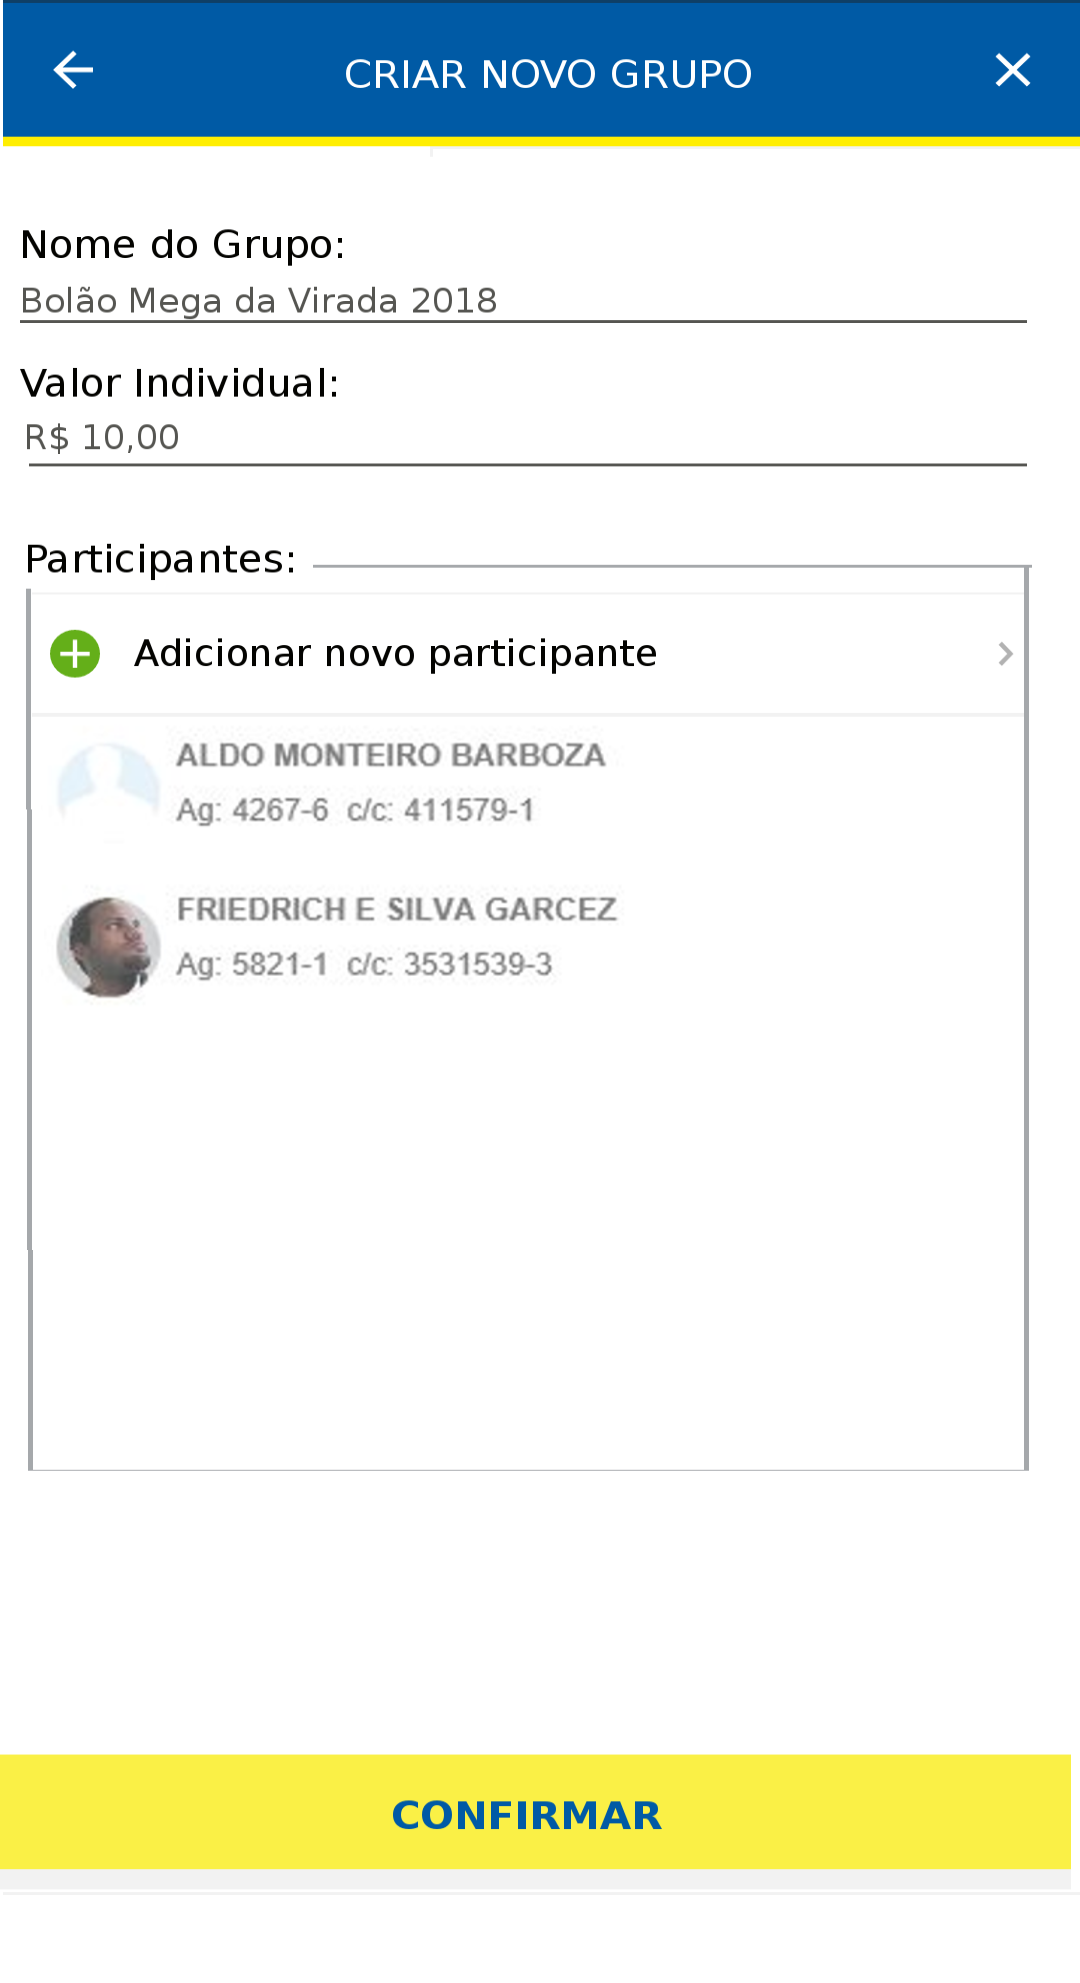 CRIAR NOVO GRUPO
Nome do Grupo:
Bolão Mega da Virada 2018
Valor Individual:
R$ 10,00
Participantes:
Adicionar novo participante
ALDO MONTEIRO BARBOZA
Ag: 4267-6 c/c: 411579-1
FRIEDRICH E SILVA GARCEZ
Ag: 5821-1 c/c: 3531539-3
CONFIRMAR